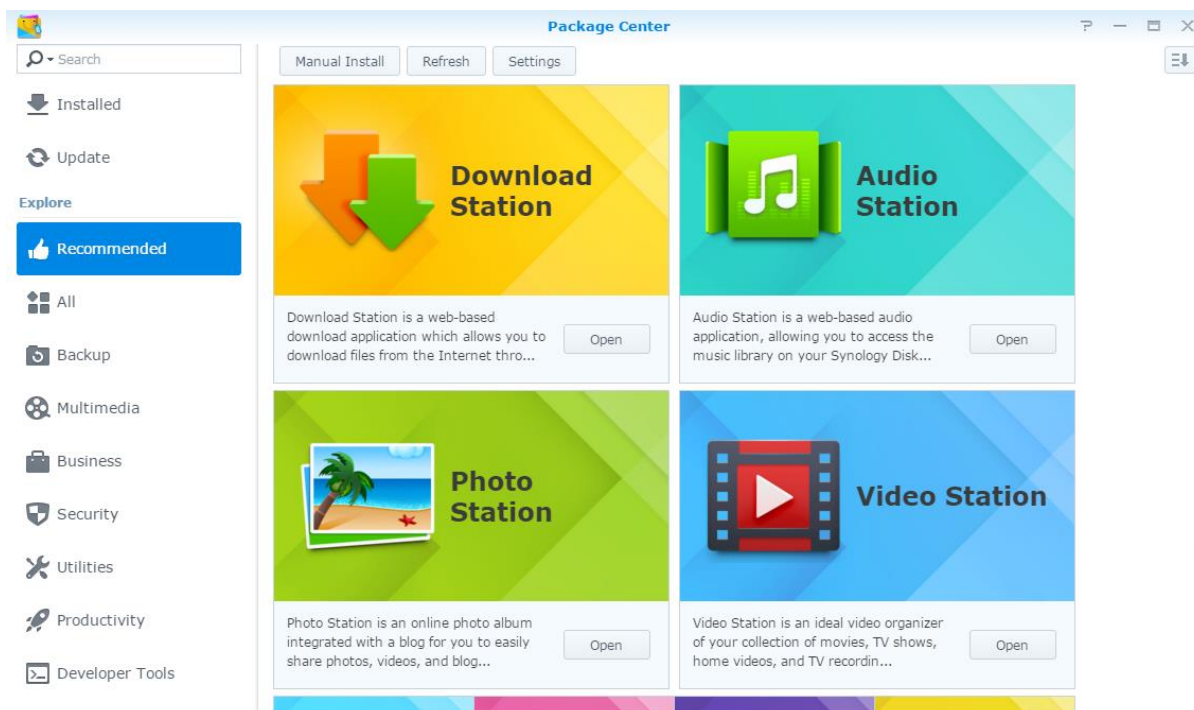 Package Center
Search
Manual Install Refresh Settings
Installed
Update
Explore
Recommended
All
Backup
Multimedia
Business
Security
Utilities
Productivity
Developer Tools
Download
Station
Download Station is a web-based
download application which allows you to
download files from the Internet thro...
Open
Audio
Station
Audio Station is a web-based audio
application, allowing you to access the
music library on your Synology Disk...
Open
Photo
Station
Photo Station is an online photo album
integrated with a blog for you to easily
share photos, videos, and blog...
Open
Video Station
Video Station is an ideal video organizer
of your collection of movies, TV shows,
home videos, and TV recordin...
Open